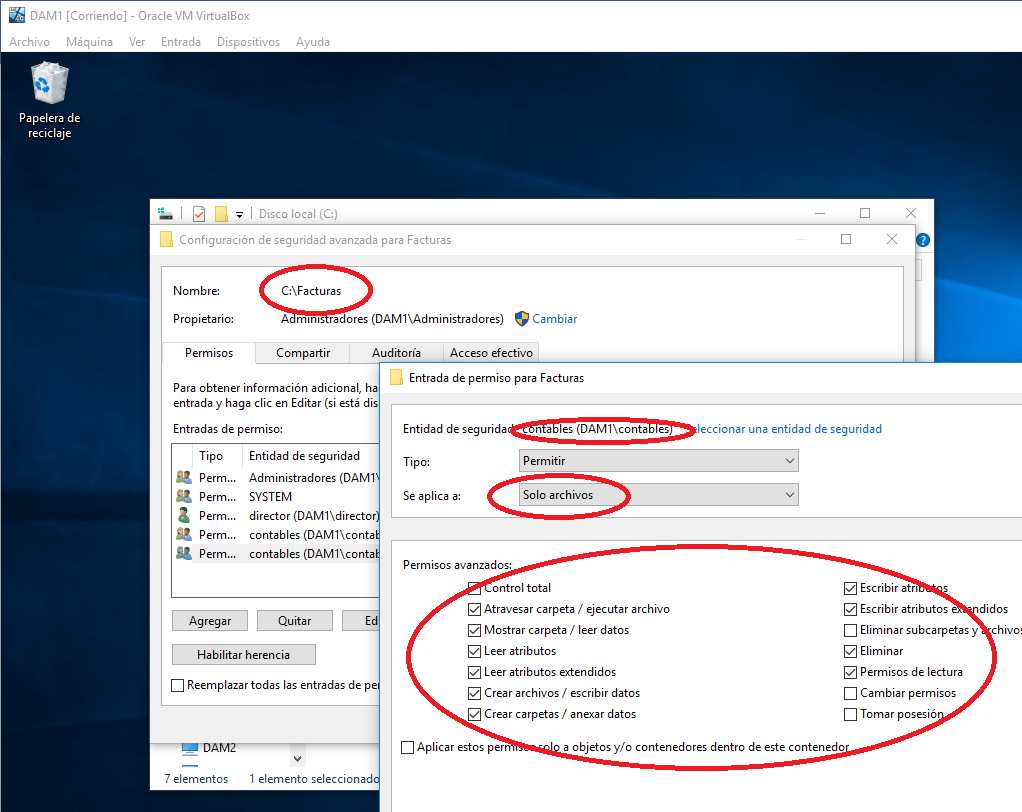 DAM1 [Corriendo] - Oracle VM VirtualBox
Archivo Máquina Ver Entrada Dispositivos Ayuda
Papelera de
reciclaje
Disco local (C:)
Configuración de seguridad avanzada para Facturas
Nombre: C:\Facturas
Propietario: Administradores (DAM1\Administradores) Cambiar
Permisos Compartir Auditoría Acceso efectivo
Para obtener información adicional, ha
entrada y haga clic en Editar (si está dis
Entradas de permiso:
Tipo Entidad de seguridad
Perm... Administradores (DAM1\
Perm... SYSTEM
Perm... director (DAM1\director)
Perm... contables (DAM1\contab
Perm... contables (DAM1\contab
Agregar Quitar Ed
Habilitar herencia
Reemplazar todas las entradas de per
DAM2
7 elementos 1 elemento seleccionado
Entrada de permiso para Facturas
Entidad de seguridad: contables (DAM1\contables) eleccionar una entidad de seguridad
Tipo: Permitir
Se aplica a: Solo archivos
Permisos avanzados:
Control total Escribir atributos
Atravesar carpeta / ejecutar archivo Escribir atributos extendidos
Mostrar carpeta / leer datos Eliminar subcarpetas y archivos
Leer atributos Eliminar
Leer atributos extendidos Permisos de lectura
Crear archivos / escribir datos Cambiar permisos
Crear carpetas / anexar datos Tomar posesión
Aplicar estos permisos solo a objetos y/o contenedores dentro de este contenedor